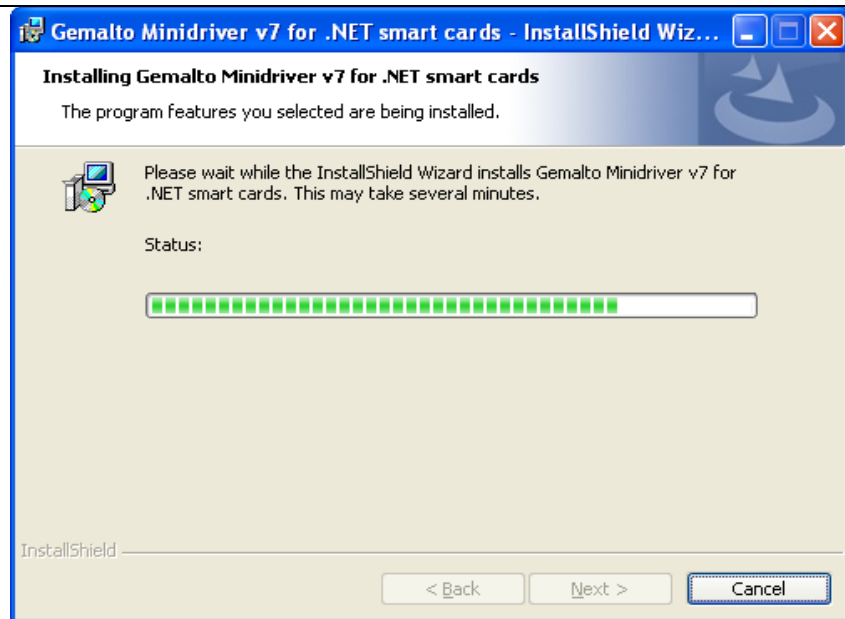 Gemalto Minidriver v7 for .NET smart cards - InstallShield Wiz...
Installing Gemalto Minidriver v7 for .NET smart cards
The program features you selected are being installed.
Please wait while the InstallShield Wizard installs Gemalto Minidriver v7 for
.NET smart cards. This may take several minutes.
Status:
InstallShield
< Back
Next >
Cancel